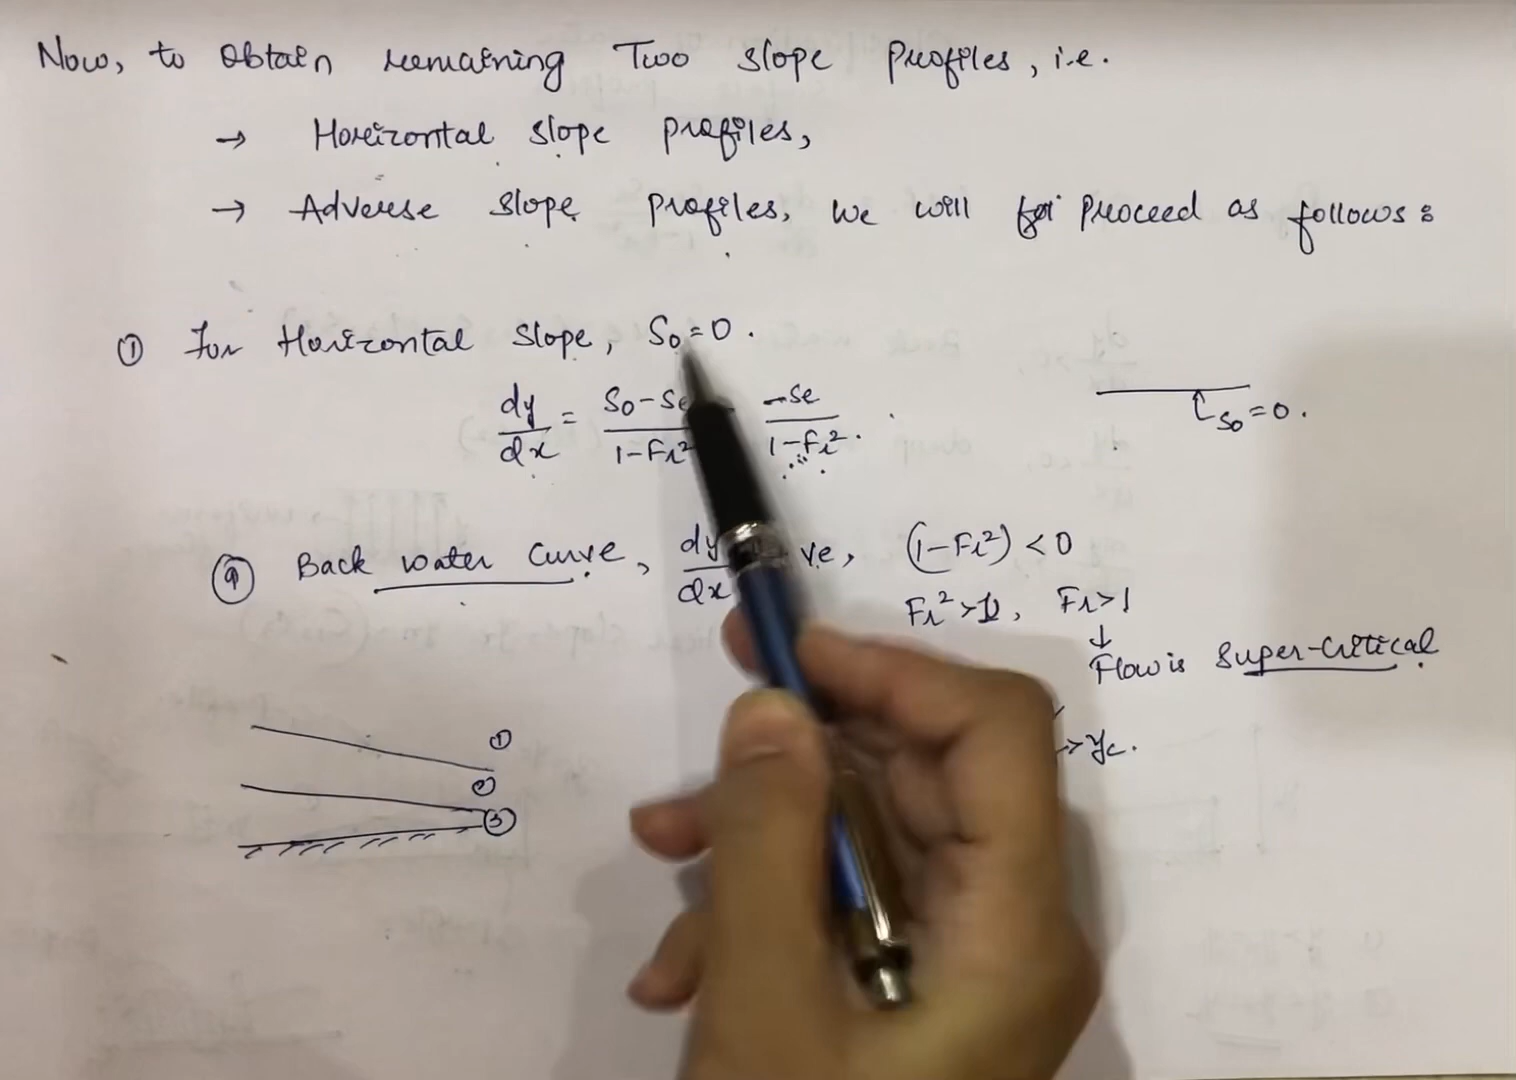 Now, to Obtain remaining Two slope Profiles, i.e.
→ Horizontal slope profiles,
→ Adverse slope profiles, we will proceed as follows:
① For Horizontal slope, S₀ = 0.
dy/dx = S₀ - Se/1 - Fr² -Se/1 - Fr².
S₀ = 0.
ⓐ Back water Curve, dy/dx ve, (1 - Fr²) < 0
Fr² > 1, Fr > 1
↓
Flow is Super-critical
> yc.
①
②
③